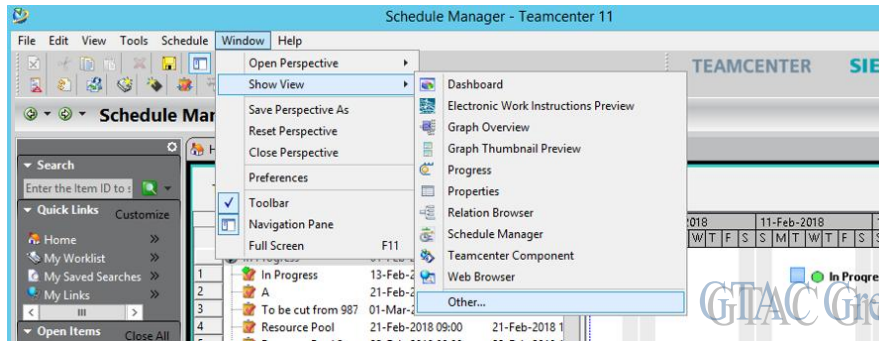 Schedule Manager - Teamcenter 11
File Edit View Tools Schedule Window Help
TEAMCENTER
Schedule
Open Perspective
Show View
Save Perspective As
Reset Perspective
Close Perspective
Preferences
Toolbar
Navigation Pane
Full Screen F11
Dashboard
Electronic Work Instructions Preview
Graph Overview
Graph Thumbnail Preview
Progress
Properties
Relation Browser
Schedule Manager
Teamcenter Component
Web Browser
Other...
Search
Enter the Item ID to
Quick Links Customize
Home
My Worklist
My Saved Searches
My Links
Open Items Close All
2018 11-Feb-2018
W T F S S M T W T F S
1 In Progress 13-Feb-2
2 A 21-Feb-2
3 To be cut from 987 01-Mar-2
4 Resource Pool 21-Feb-2018 09:00 21-Feb-2018 1
In Progre
GTAC Gre